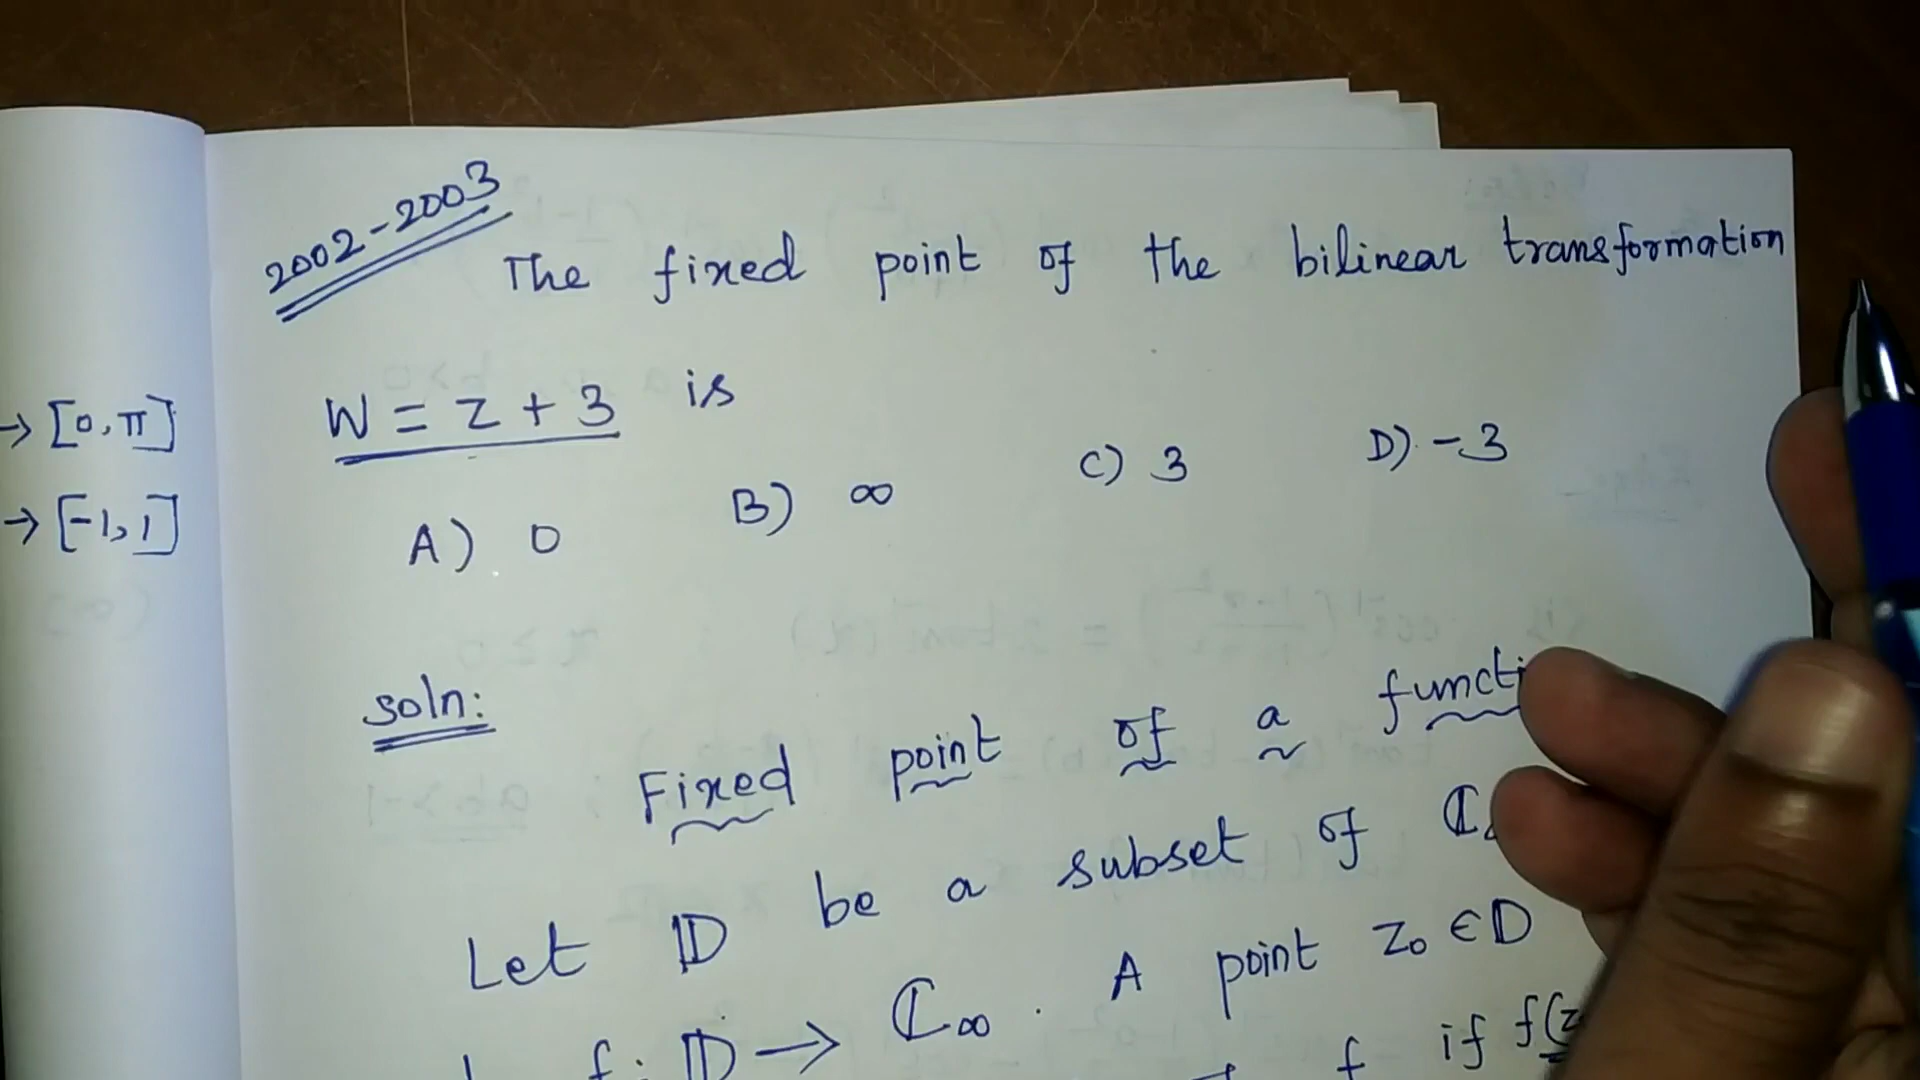 2002-2003
The fixed point of the bilinear transformation
W = z + 3 is
A) 0 B) ∞ C) 3 D) -3
soln:
Fixed point of a functi
Let D be a subset of ℂ
f: D → ℂ∞. A point z₀ ∈ D
f if f(z
→ [0, π]
→ [-1, 1]